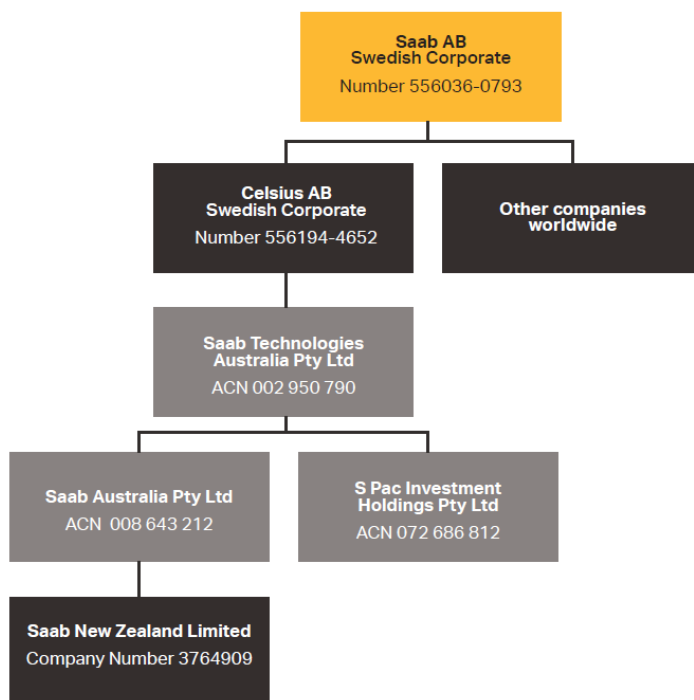 Saab AB
Swedish Corporate
Number 556036-0793
Celsius AB
Swedish Corporate
Number 556194-4652
Other companies
worldwide
Saab Technologies
Australia Pty Ltd
ACN 002 950 790
Saab Australia Pty Ltd
ACN 008 643 212
S Pac Investment
Holdings Pty Ltd
ACN 072 686 812
Saab New Zealand Limited
Company Number 3764909